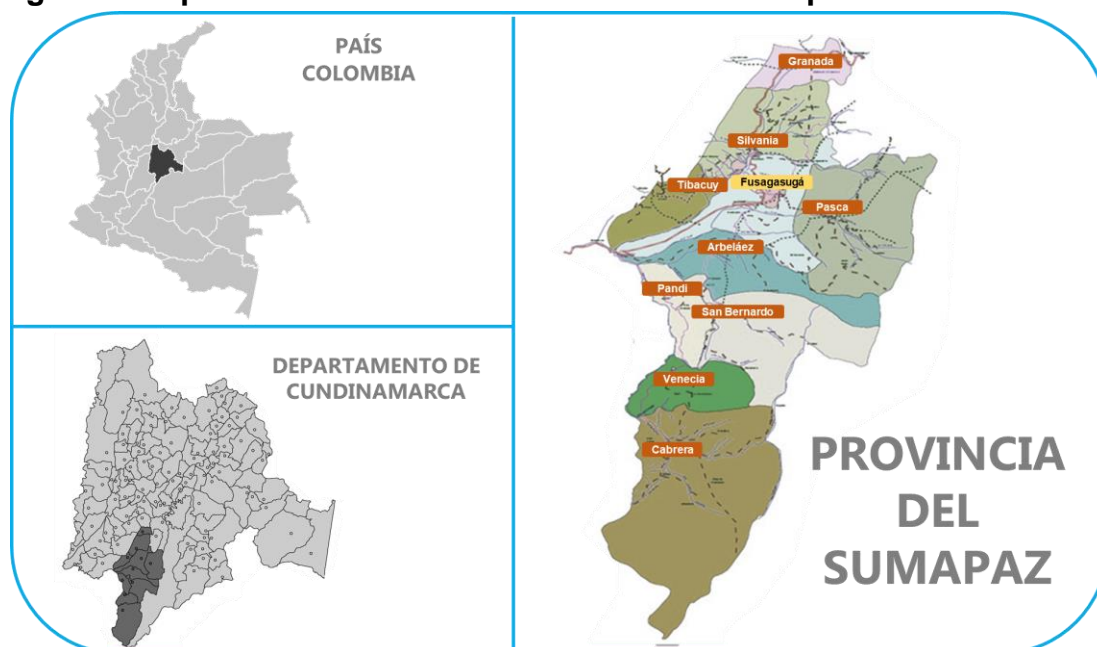 PAÍS
COLOMBIA
DEPARTAMENTO DE
CUNDINAMARCA
Granada
Silvania
Tibacuy
Fusagasugá
Pasca
Arbeláez
Pandi
San Bernardo
Venecia
Cabrera
PROVINCIA
DEL
SUMAPAZ